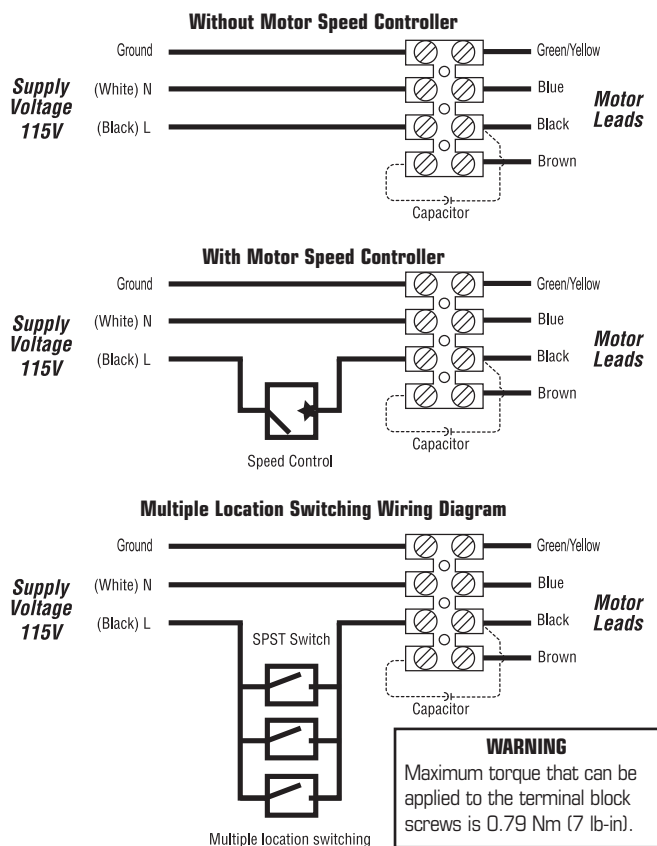 Without Motor Speed Controller
Ground
Green/Yellow
Supply
Voltage
115V
(White) N
Blue
Motor
Leads
(Black) L
Black
Brown
Capacitor
With Motor Speed Controller
Ground
Green/Yellow
Supply
Voltage
115V
(White) N
Blue
Motor
Leads
(Black) L
Black
Brown
Capacitor
Speed Control
Multiple Location Switching Wiring Diagram
Ground
Green/Yellow
Supply
Voltage
115V
(White) N
Blue
Motor
Leads
(Black) L
Black
SPST Switch
Brown
Capacitor
WARNING
Maximum torque that can be
applied to the terminal block
screws is 0.79 Nm (7 lb-in).
Multiple location switching